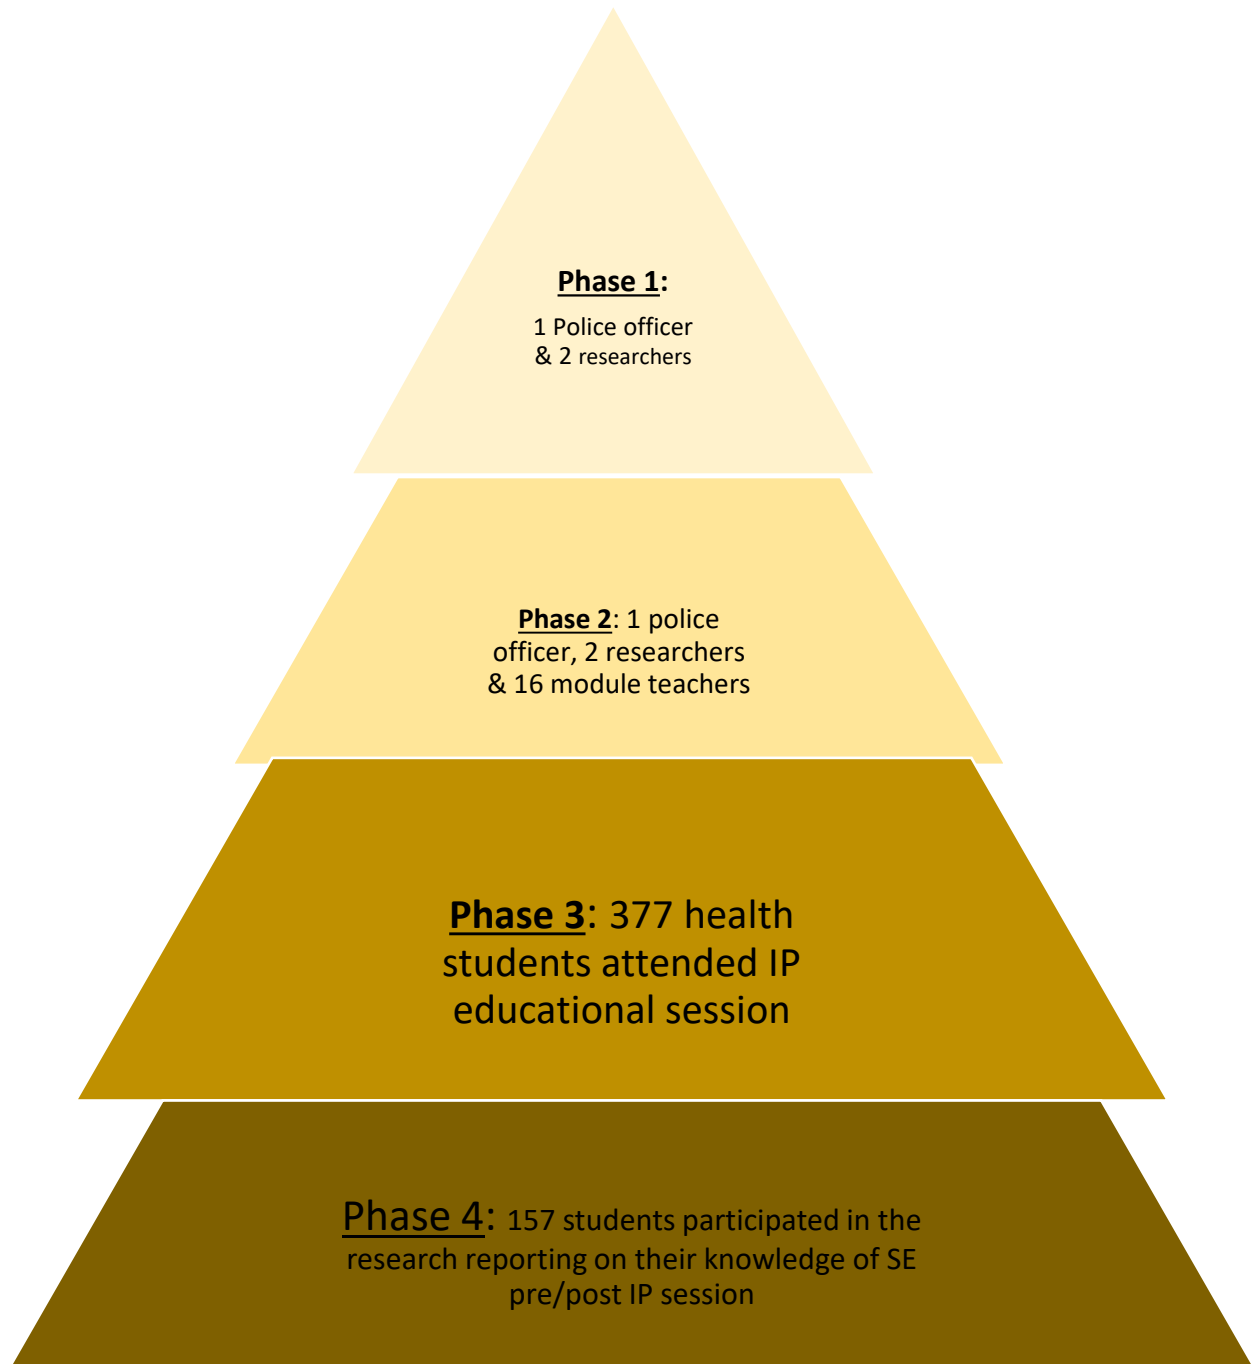 Phase 1:
1 Police officer
& 2 researchers
Phase 2: 1 police
officer, 2 researchers
& 16 module teachers
Phase 3: 377 health
students attended IP
educational session
Phase 4: 157 students participated in the
research reporting on their knowledge of SE
pre/post IP session